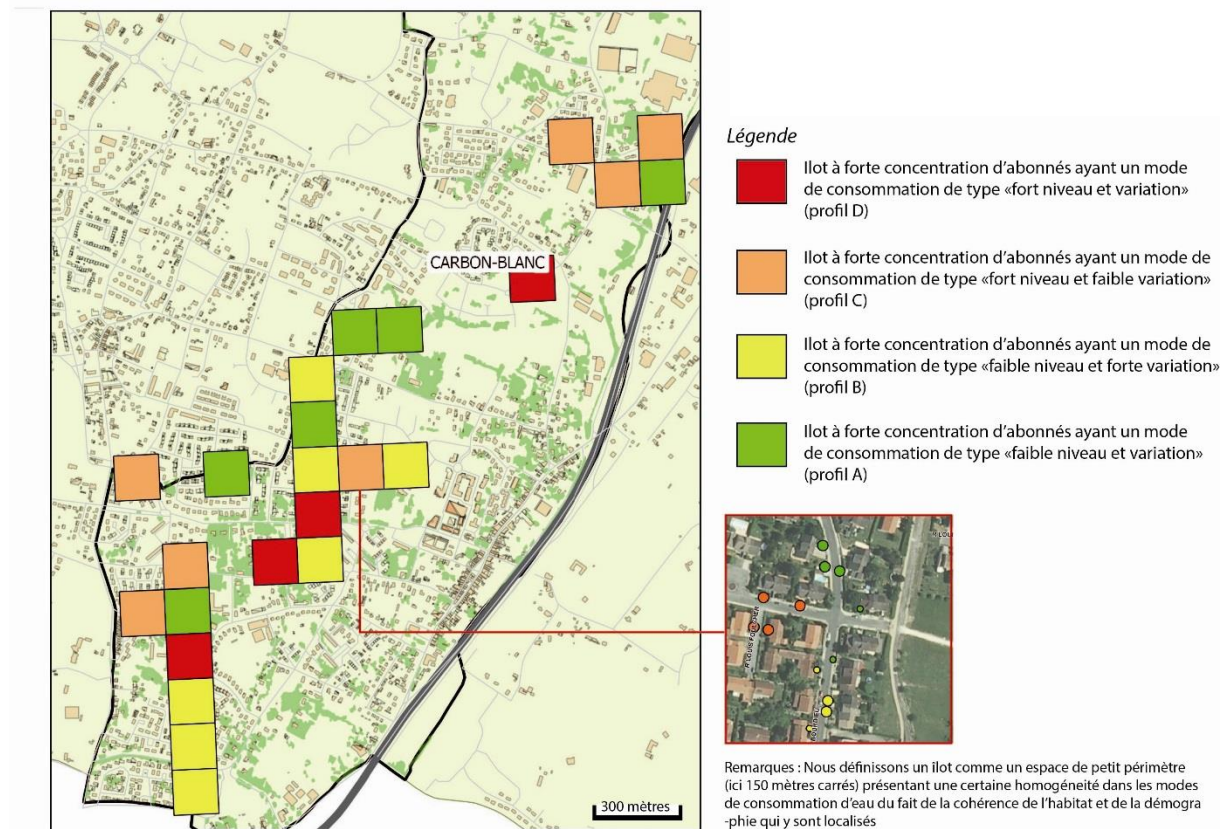 CARBON-BLANC
300 mètres
Légende
Ilot à forte concentration d'abonnés ayant un mode
de consommation de type «fort niveau et variation»
(profil D)
Ilot à forte concentration d'abonnés ayant un mode de
consommation de type «fort niveau et faible variation»
(profil C)
Ilot à forte concentration d'abonnés ayant un mode de
consommation de type «faible niveau et forte variation»
(profil B)
Ilot à forte concentration d'abonnés ayant un mode
de consommation de type «faible niveau et variation»
(profil A)
R LOU
Remarques : Nous définissons un îlot comme un espace de petit périmètre
(ici 150 mètres carrés) présentant une certaine homogénéité dans les modes
de consommation d'eau du fait de la cohérence de l'habitat et de la démogra
-phie qui y sont localisés